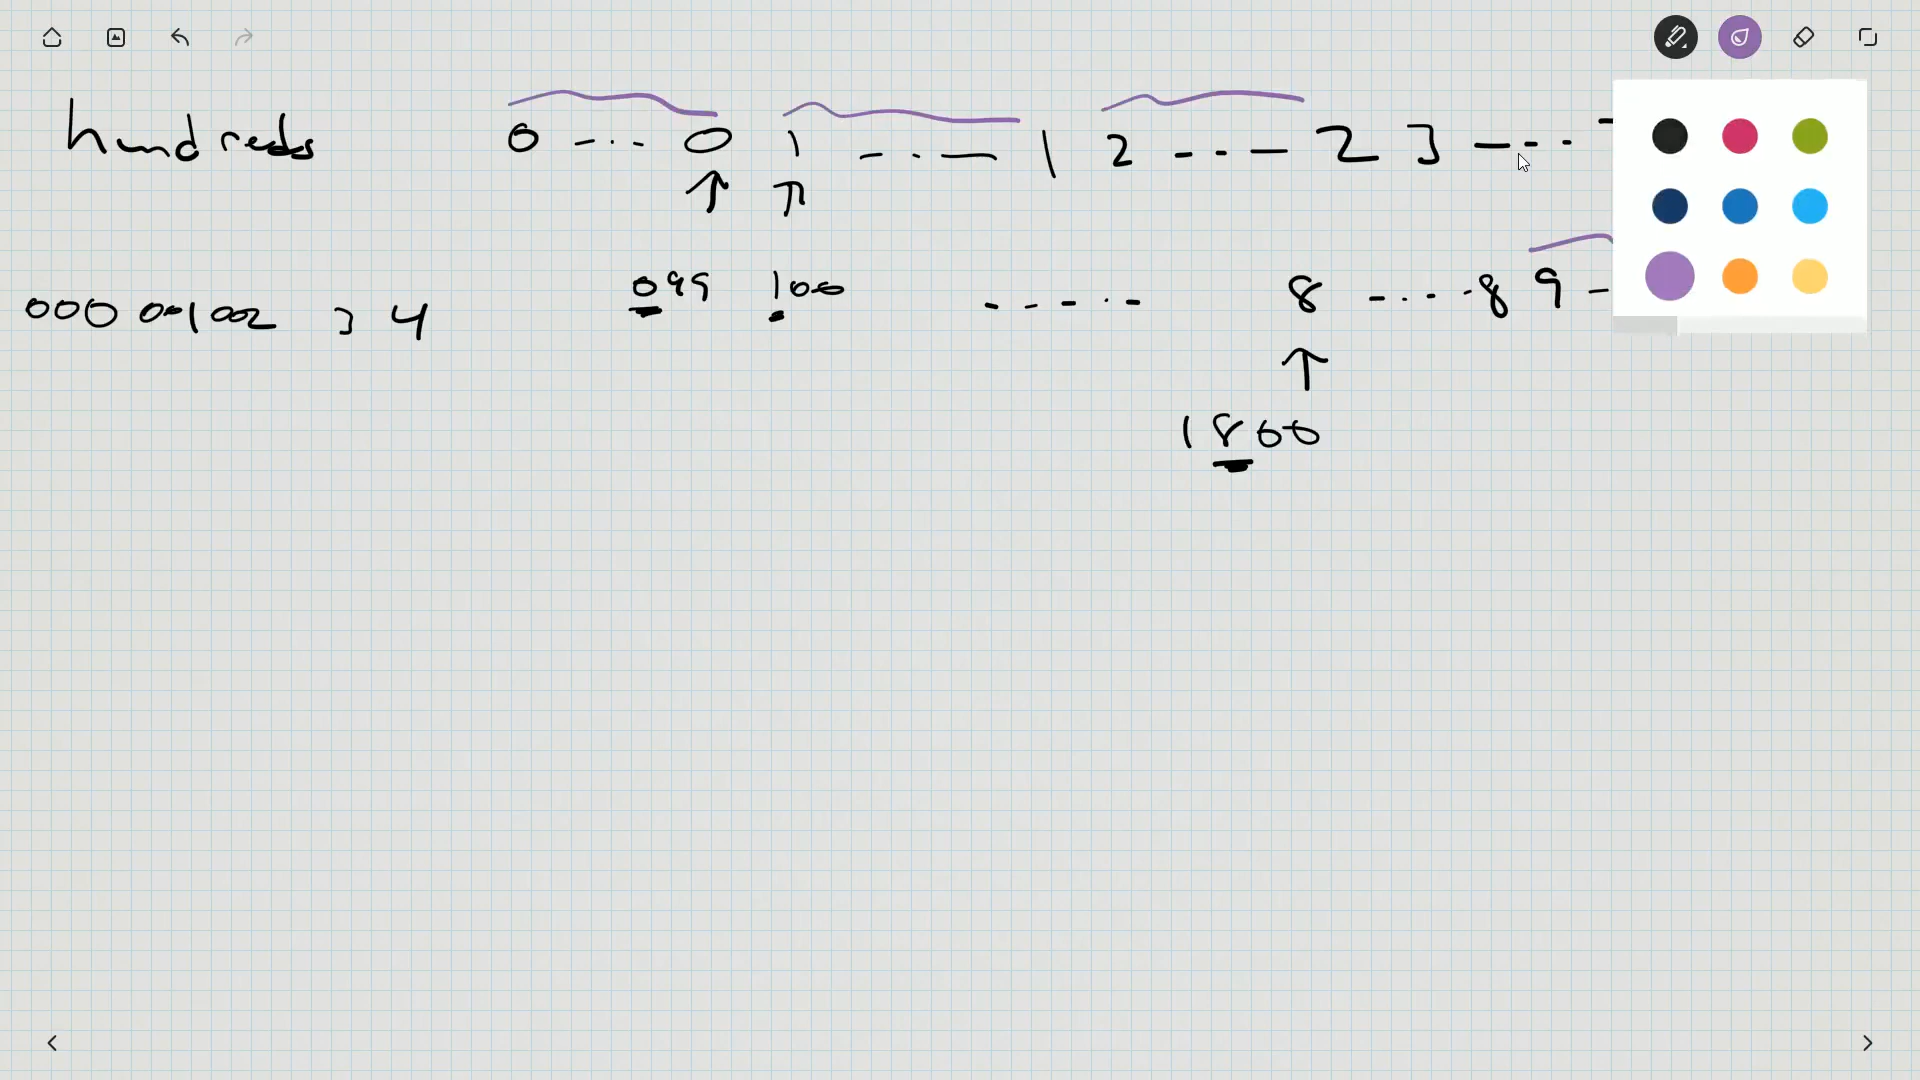 hundreds 0 --- 0 1 --- 1 2 --- 2 3 ---
000 001 002 3 4 099 100 ----- 8 ---- 8 9 -
1800